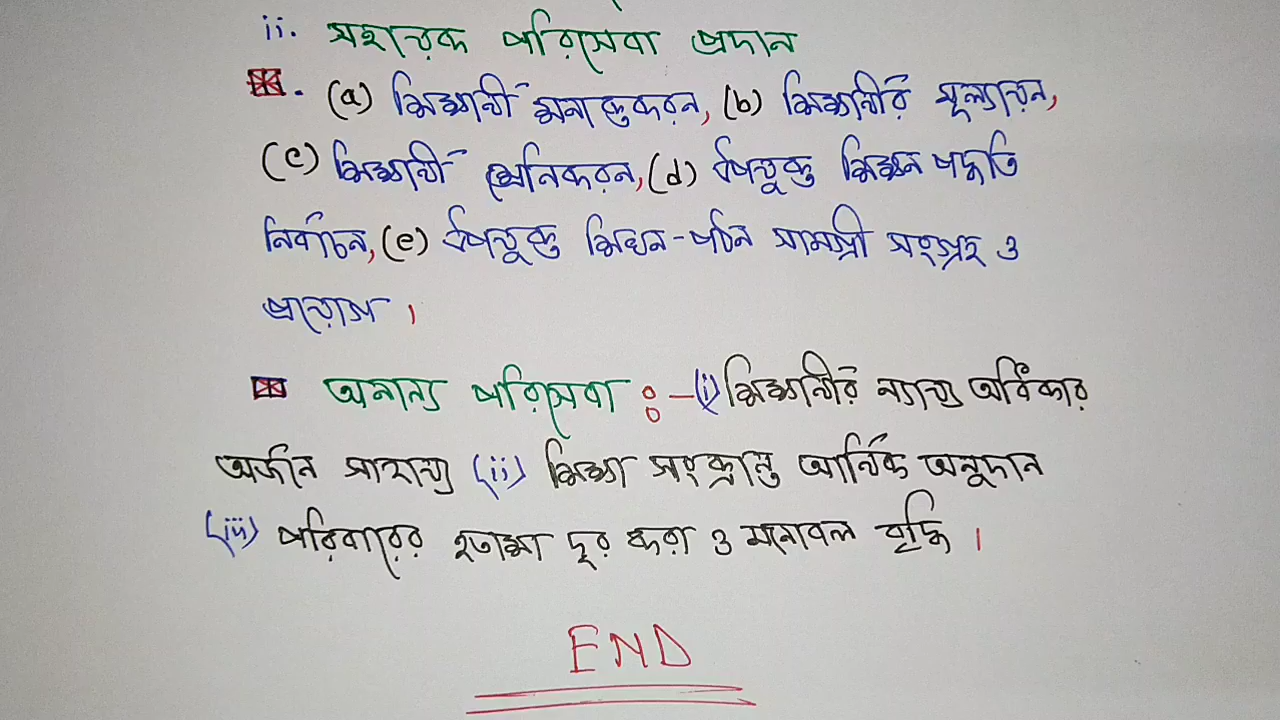 ii. সহায়ক পরিসেবা প্রদান
(a) শিক্ষার্থী শনাক্তকরন, (b) শিক্ষার্থীর মূল্যায়ন,
(c) শিক্ষার্থী শ্রেনিকরন, (d) উপযুক্ত শিক্ষন পদ্ধতি
নির্বাচন, (e) উপযুক্ত শিখন-পঠন সামগ্রী সংগ্রহ ও
প্রয়োগ ।
অনান্য পরিসেবা :- (i) শিক্ষার্থীর ন্যায্য অধিকার
অর্জনে সাহায্য (ii) শিক্ষা সংক্রান্ত আর্থিক অনুদান
(iii) পরিবারের হতাশা দূর করা ও মনোবল বৃদ্ধি ।
END